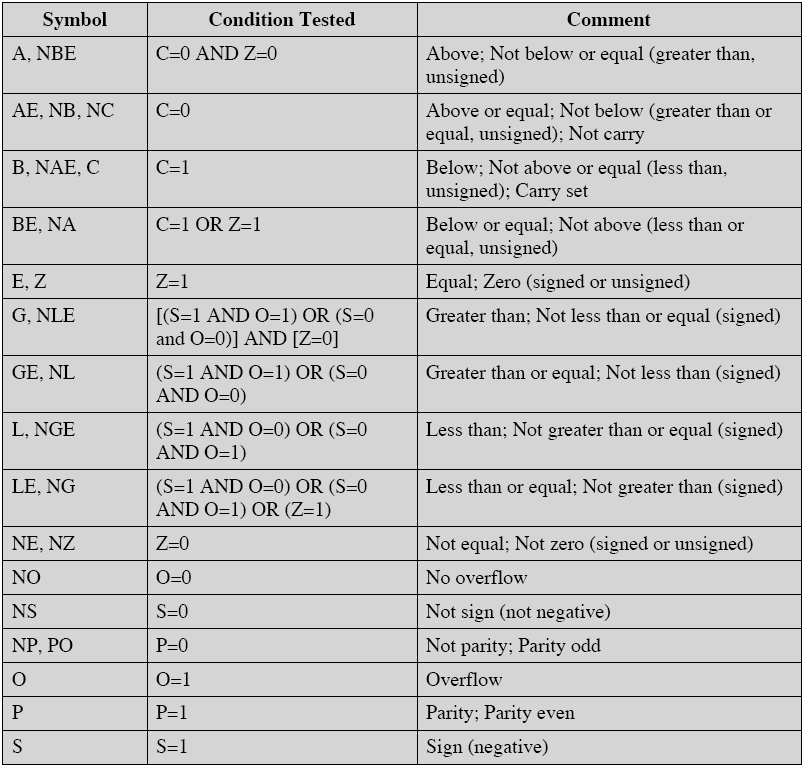 Symbol Condition Tested Comment
A, NBE C=0 AND Z=0 Above; Not below or equal (greater than,
unsigned)
AE, NB, NC C=0 Above or equal; Not below (greater than or
equal, unsigned); Not carry
B, NAE, C C=1 Below; Not above or equal (less than,
unsigned); Carry set
BE, NA C=1 OR Z=1 Below or equal; Not above (less than or
equal, unsigned)
E, Z Z=1 Equal; Zero (signed or unsigned)
G, NLE [(S=1 AND O=1) OR (S=0 Greater than; Not less than or equal (signed)
and O=0)] AND [Z=0]
GE, NL (S=1 AND O=1) OR (S=0 Greater than or equal; Not less than (signed)
AND O=0)
L, NGE (S=1 AND O=0) OR (S=0 Less than; Not greater than or equal (signed)
AND O=1)
LE, NG (S=1 AND O=0) OR (S=0 Less than or equal; Not greater than (signed)
AND O=1) OR (Z=1)
NE, NZ Z=0 Not equal; Not zero (signed or unsigned)
NO O=0 No overflow
NS S=0 Not sign (not negative)
NP, PO P=0 Not parity; Parity odd
O O=1 Overflow
P P=1 Parity; Parity even
S S=1 Sign (negative)